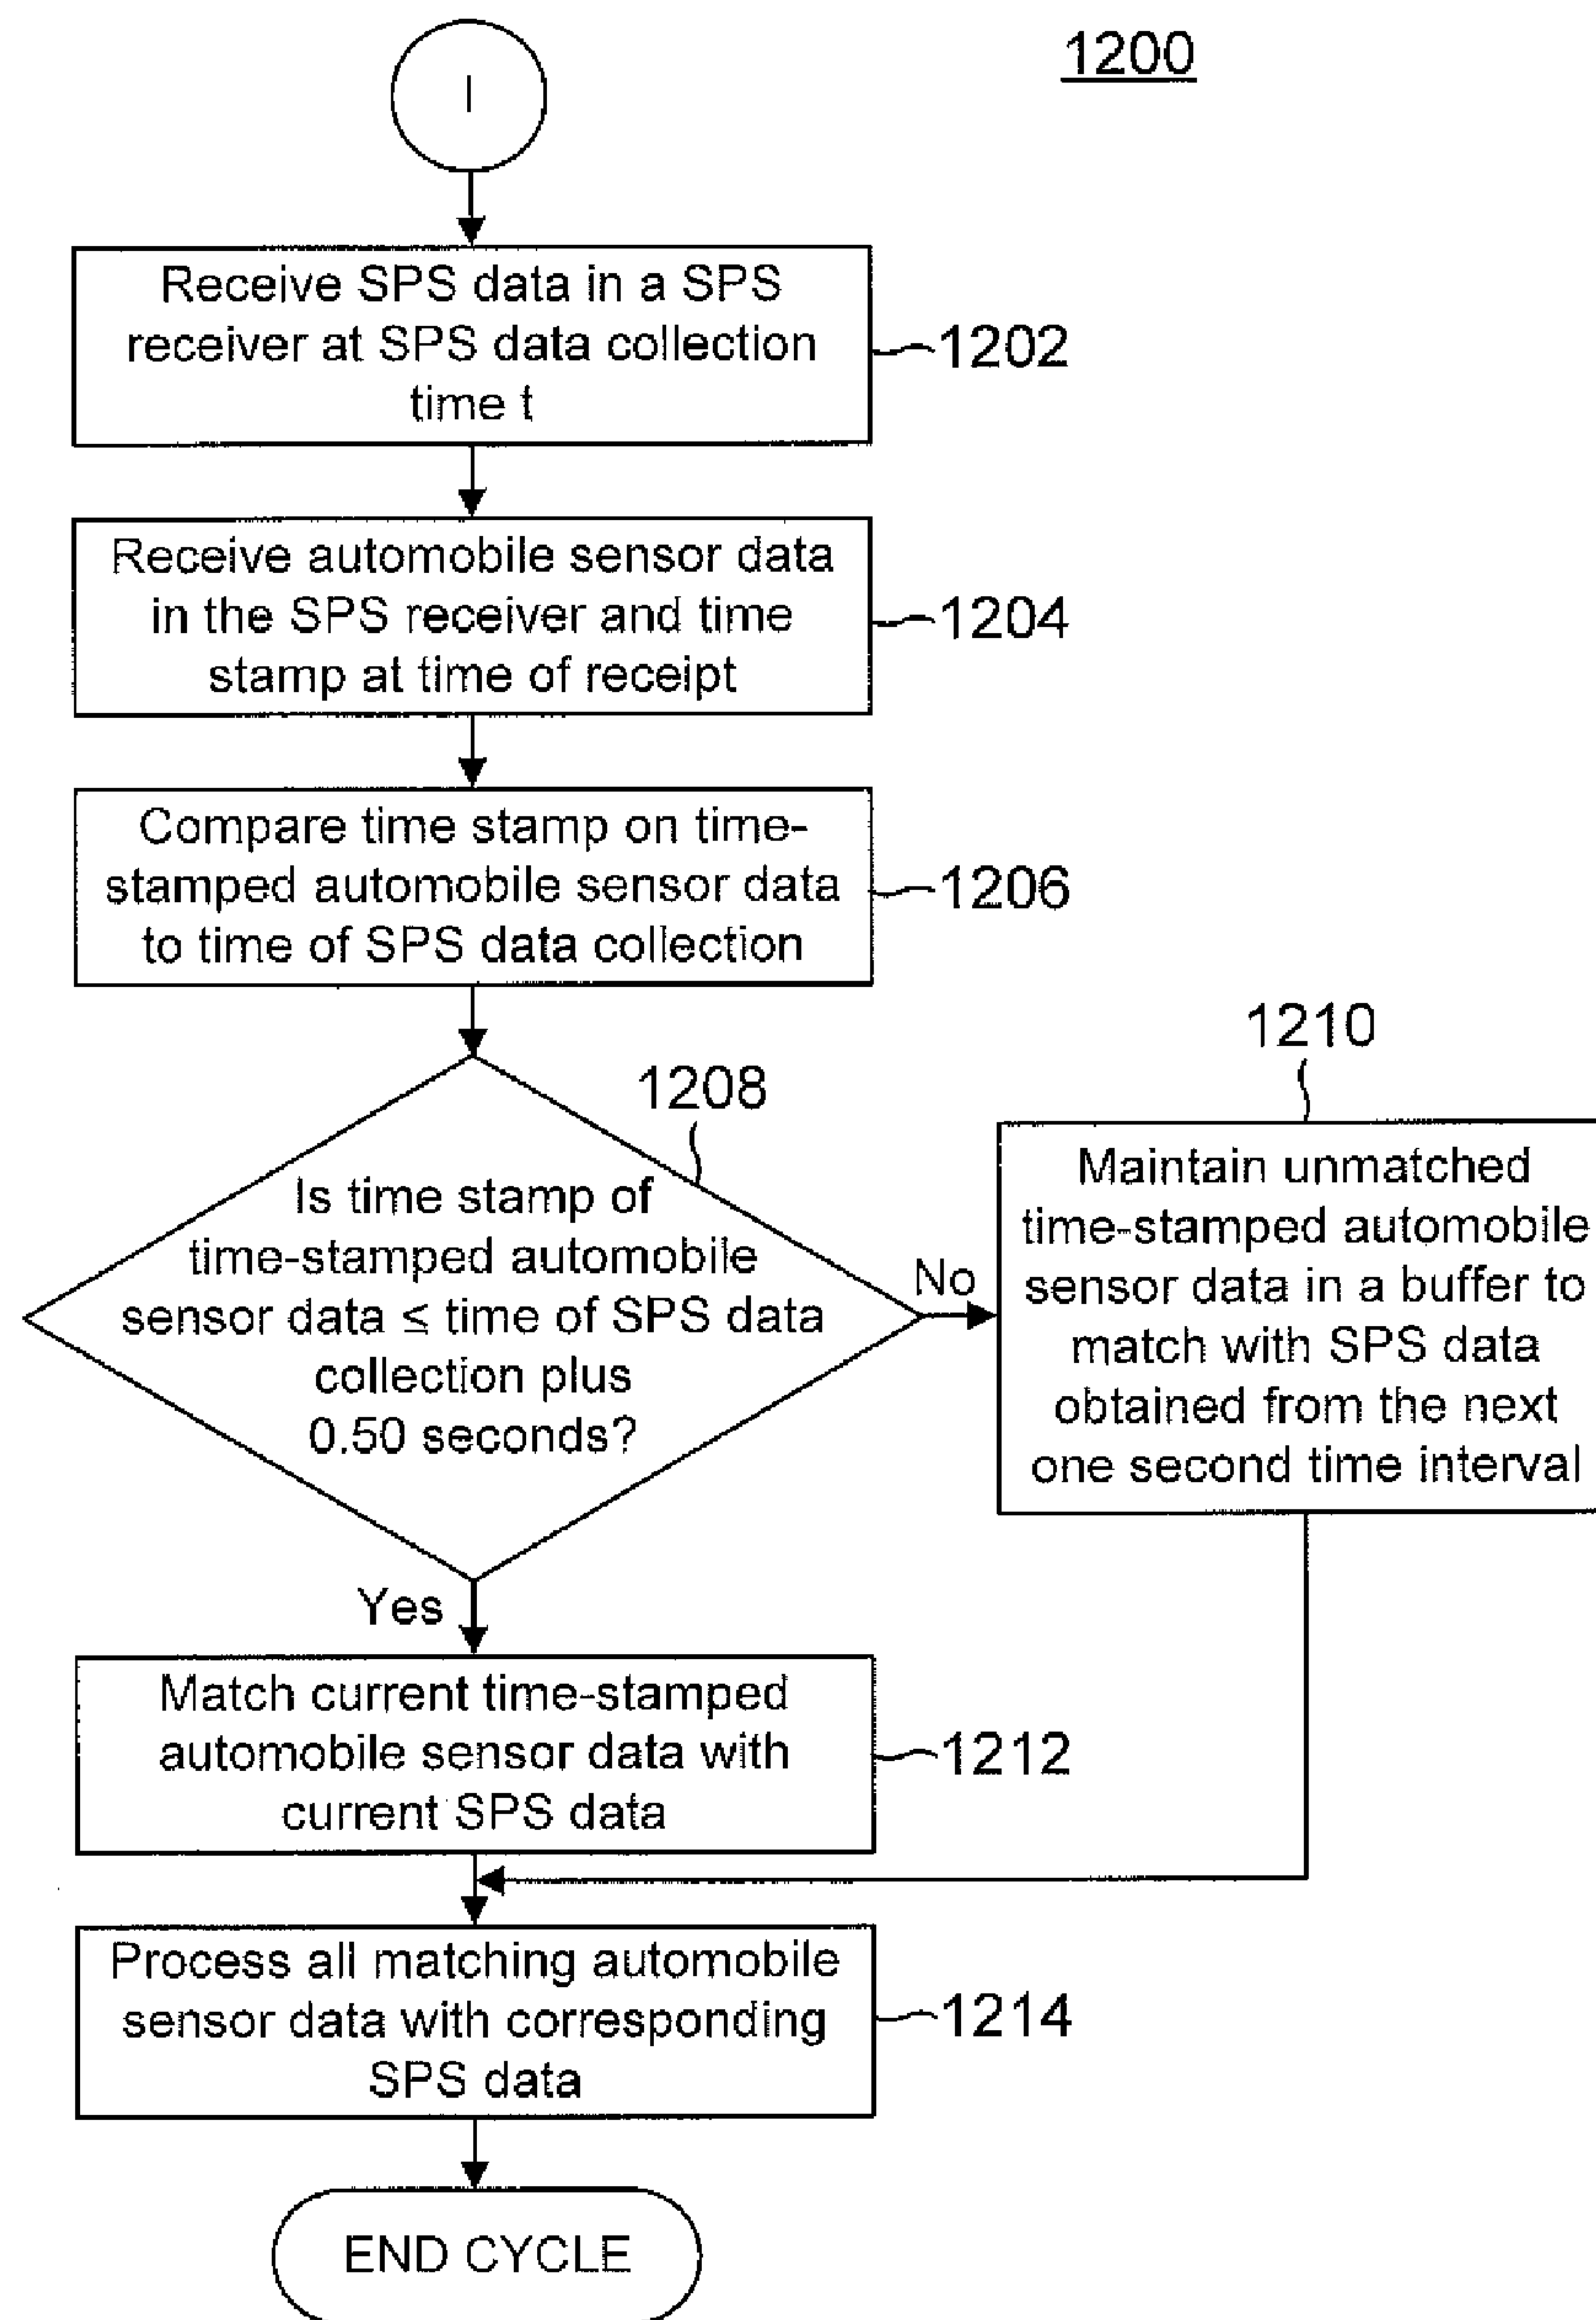 1200
I
Receive SPS data in a SPS
receiver at SPS data collection
time t
1202
Receive automobile sensor data
in the SPS receiver and time
stamp at time of receipt
1204
Compare time stamp on time-
stamped automobile sensor data
to time of SPS data collection
1206
1208
Is time stamp of
time-stamped automobile
sensor data ≤ time of SPS data
collection plus
0.50 seconds?
No
1210
Maintain unmatched
time-stamped automobile
sensor data in a buffer to
match with SPS data
obtained from the next
one second time interval
Yes
Match current time-stamped
automobile sensor data with
current SPS data
1212
Process all matching automobile
sensor data with corresponding
SPS data
1214
END CYCLE